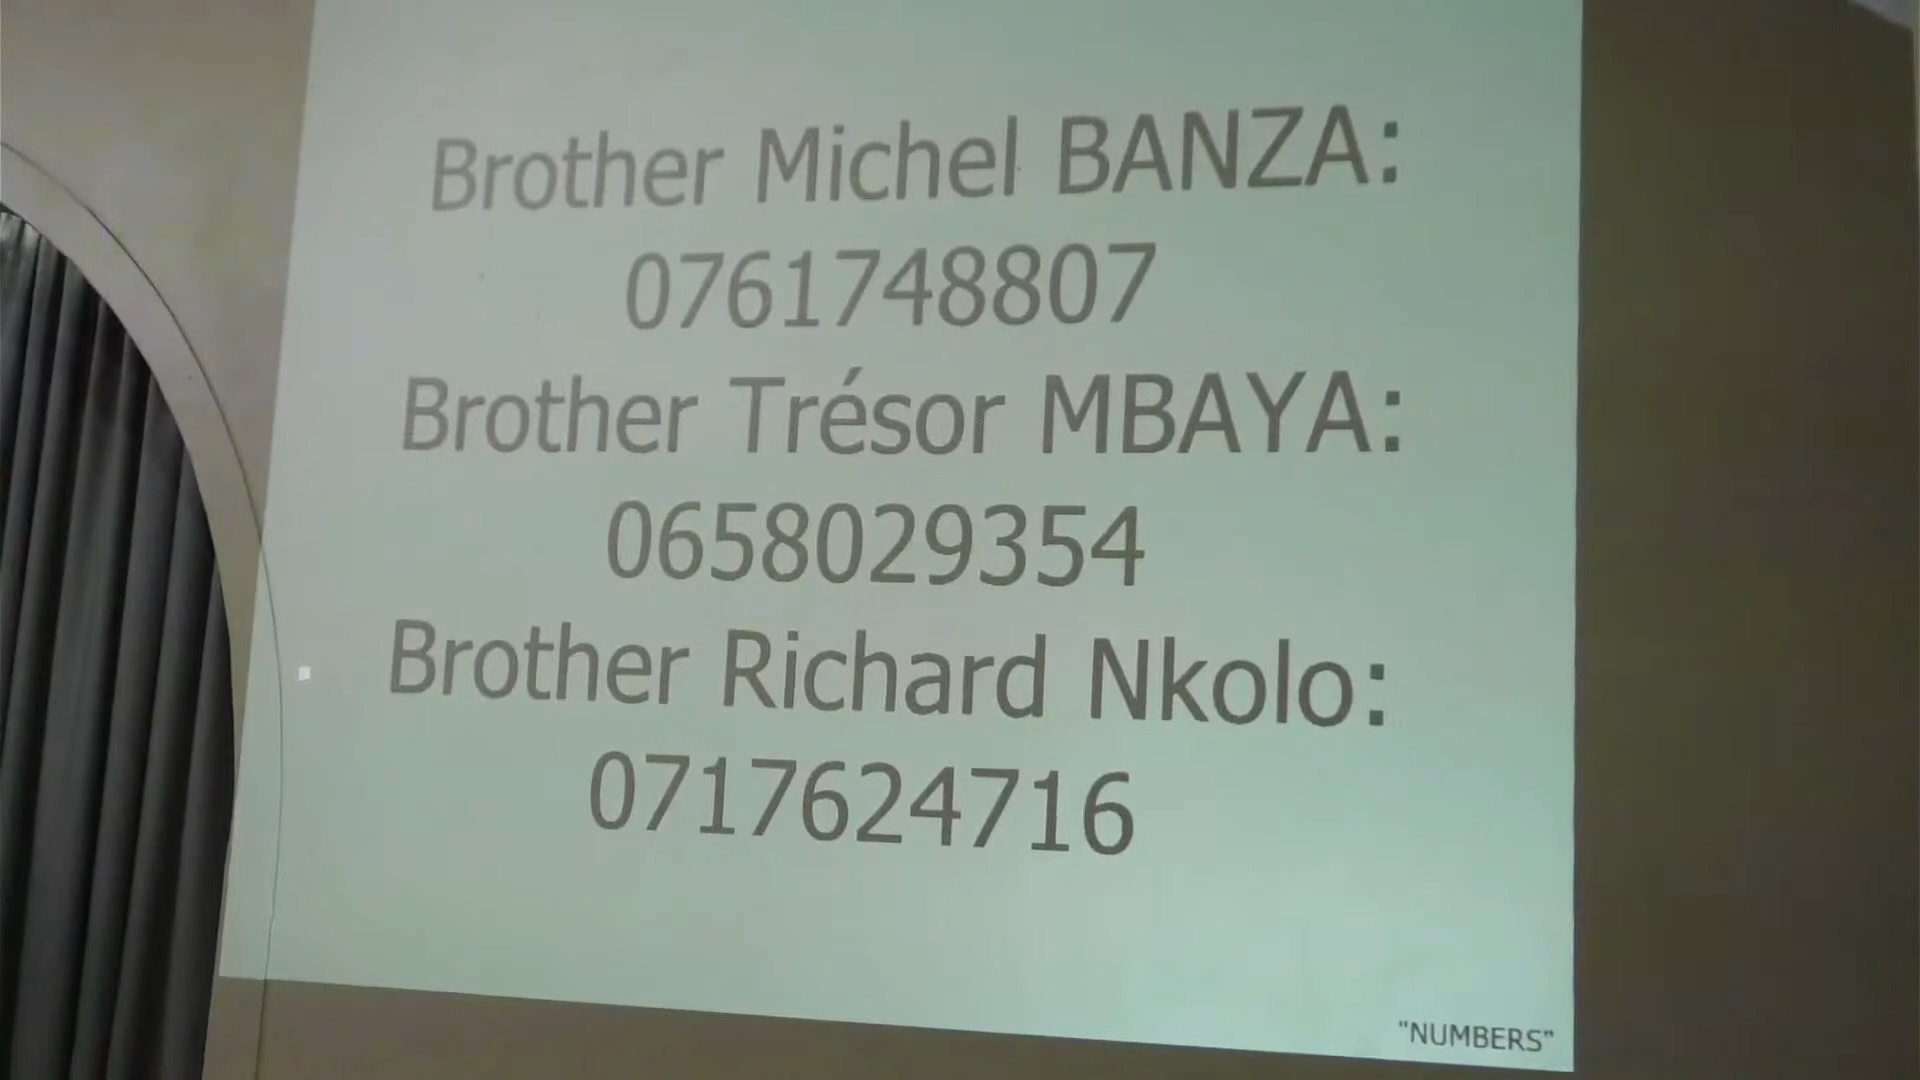 Brother Michel BANZA:
0761748807
Brother Trésor MBAYA:
0658029354
Brother Richard Nkolo:
0717624716
"NUMBERS"